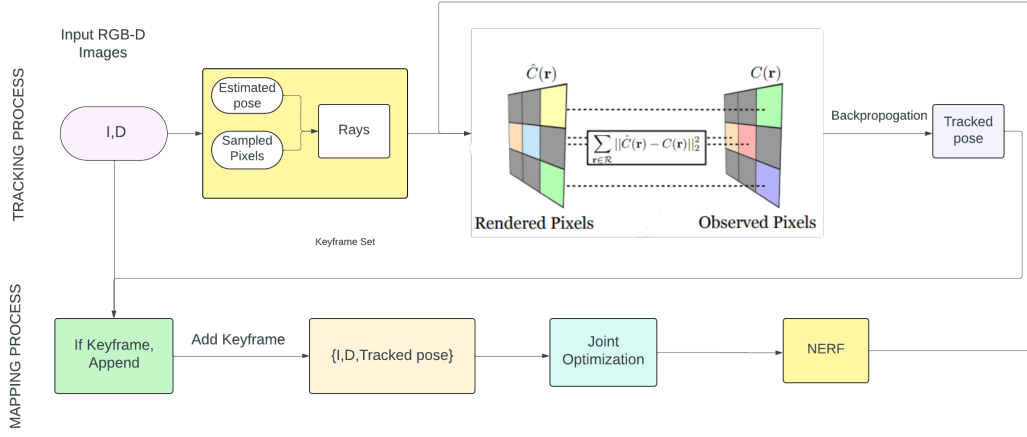 Input RGB-D
Images
TRACKING PROCESS
I,D
Estimated
pose
Sampled
Pixels
Rays
Ĉ(r)
C(r)
∑ ||Ĉ(r) − C(r)||₂²
r∈R
Rendered Pixels
Observed Pixels
Backpropogation
Tracked
pose
Keyframe Set
MAPPING PROCESS
If Keyframe,
Append
Add Keyframe
{I,D,Tracked pose}
Joint
Optimization
NERF